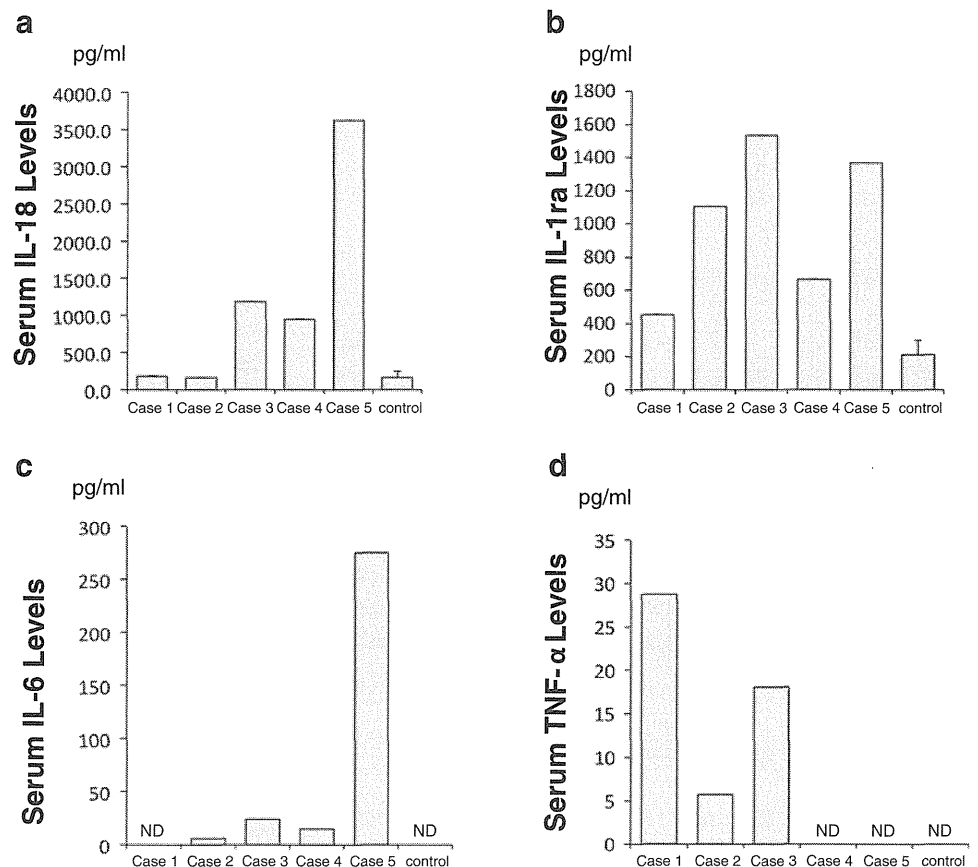 a
pg/ml
Serum IL-18 Levels
4000.0
3500.0
3000.0
2500.0
2000.0
1500.0
1000.0
500.0
0.0
Case 1 Case 2 Case 3 Case 4 Case 5 control
b
pg/ml
Serum IL-1ra Levels
1800
1600
1400
1200
1000
800
600
400
200
0
Case 1 Case 2 Case 3 Case 4 Case 5 control
c
pg/ml
Serum IL-6 Levels
300
250
200
150
100
50
0
ND
ND
Case 1 Case 2 Case 3 Case 4 Case 5 control
d
pg/ml
Serum TNF-α Levels
35
30
25
20
15
10
5
0
ND ND ND
Case 1 Case 2 Case 3 Case 4 Case 5 control